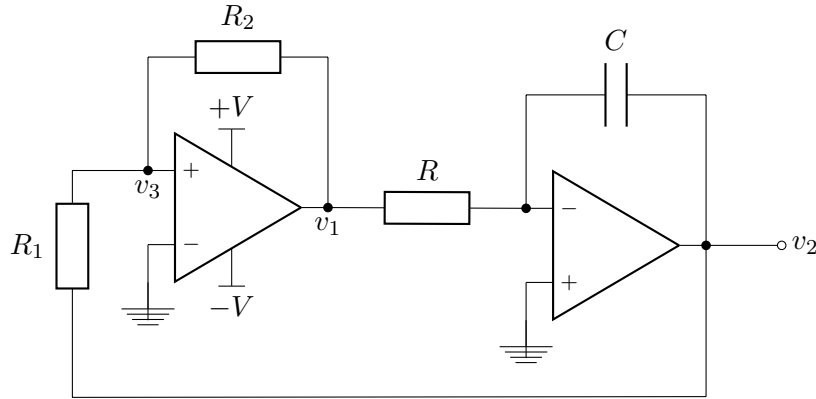 R₂
C
+V
+
v₃
−
R₁
−V
v₁
R
−
+
v₂